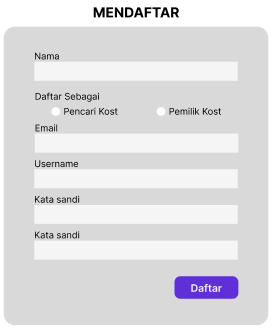 MENDAFTAR
Nama
Daftar Sebagai
Pencari Kost Pemilik Kost
Email
Username
Kata sandi
Kata sandi
Daftar